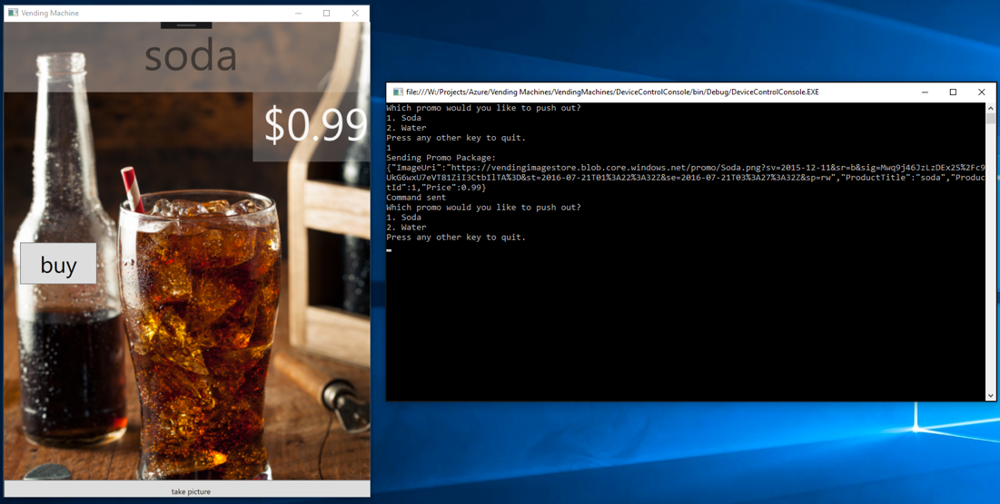 Vending Machine
soda
$0.99
buy
take picture
file:///W:/Projects/Azure/Vending Machines/VendingMachines/DeviceControlConsole/bin/Debug/DeviceControlConsole.EXE
Which promo would you like to push out?
1. Soda
2. Water
Press any other key to quit.
1
Sending Promo Package:
{"ImageUri":"https://vendingimagestore.blob.core.windows.net/promo/Soda.png?sv=2015-12-11&sr=b&sig=Mwq9j46JzLzDEx2S%2Fc9
UKG6wxU7eVT81ZiI3CtbIlTA%3D&st=2016-07-21T01%3A22%3A32Z&se=2016-07-21T03%3A27%3A32Z&sp=rw","ProductTitle":"soda","Produc
tId":1,"Price":0.99}
Command sent
Which promo would you like to push out?
1. Soda
2. Water
Press any other key to quit.